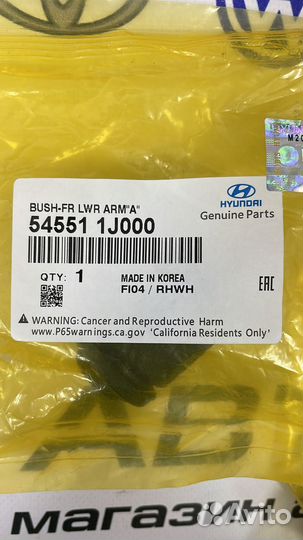 M20
BUSH-FR LWR ARM"A"
54551 1J000
HYUNDAI
Genuine Parts
QTY: 1
MADE IN KOREA
FI04 / RHWH
EAC
WARNING: Cancer and Reproductive Harm
www.P65warnings.ca.gov 'California Residents Only'
магазин
Avito